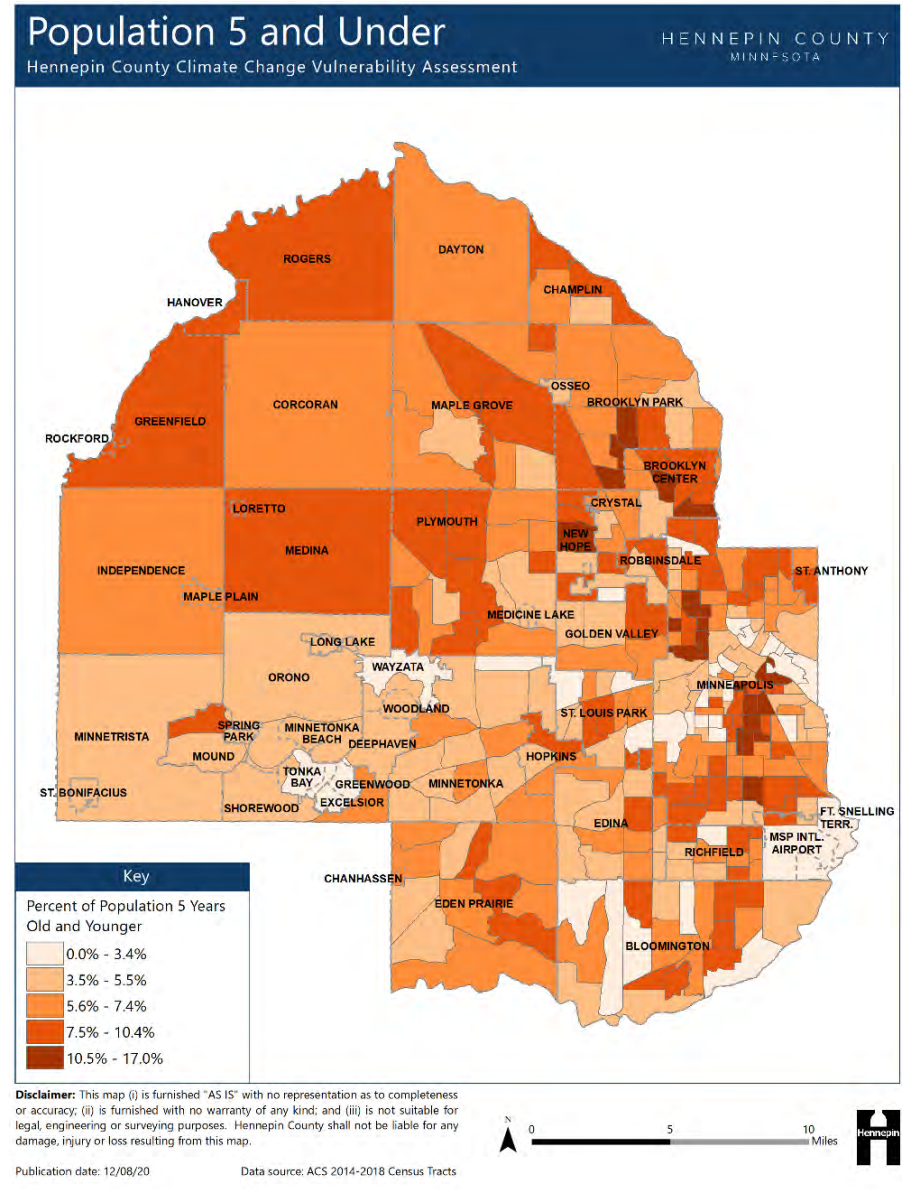 Population 5 and Under
Hennepin County Climate Change Vulnerability Assessment
HENNEPIN COUNTY
MINNESOTA
ROGERS
DAYTON
HANOVER
CHAMPLIN
OSSEO
CORCORAN
MAPLE GROVE
BROOKLYN PARK
GREENFIELD
ROCKFORD
BROOKLYN
CENTER
LORETTO
CRYSTAL
PLYMOUTH
NEW
HOPE
MEDINA
ROBBINSDALE
INDEPENDENCE
ST. ANTHONY
MAPLE PLAIN
MEDICINE LAKE
GOLDEN VALLEY
LONG LAKE
WAYZATA
ORONO
MINNEAPOLIS
WOODLAND
ST. LOUIS PARK
SPRING
PARK
MINNETONKA
BEACH
MINNETRISTA
DEEPHAVEN
MOUND
HOPKINS
TONKA
BAY
GREENWOOD
MINNETONKA
ST. BONIFACIUS
EXCELSIOR
SHOREWOOD
FT. SNELLING
TERR.
EDINA
MSP INTL.
AIRPORT
RICHFIELD
CHANHASSEN
EDEN PRAIRIE
BLOOMINGTON
Key
Percent of Population 5 Years
Old and Younger
0.0% - 3.4%
3.5% - 5.5%
5.6% - 7.4%
7.5% - 10.4%
10.5% - 17.0%
Disclaimer: This map (i) is furnished "AS IS" with no representation as to completeness
or accuracy; (ii) is furnished with no warranty of any kind; and (iii) is not suitable for
legal, engineering or surveying purposes. Hennepin County shall not be liable for any
damage, injury or loss resulting from this map.
Publication date: 12/08/20
Data source: ACS 2014-2018 Census Tracts
N
0 5 10
Miles
Hennepin